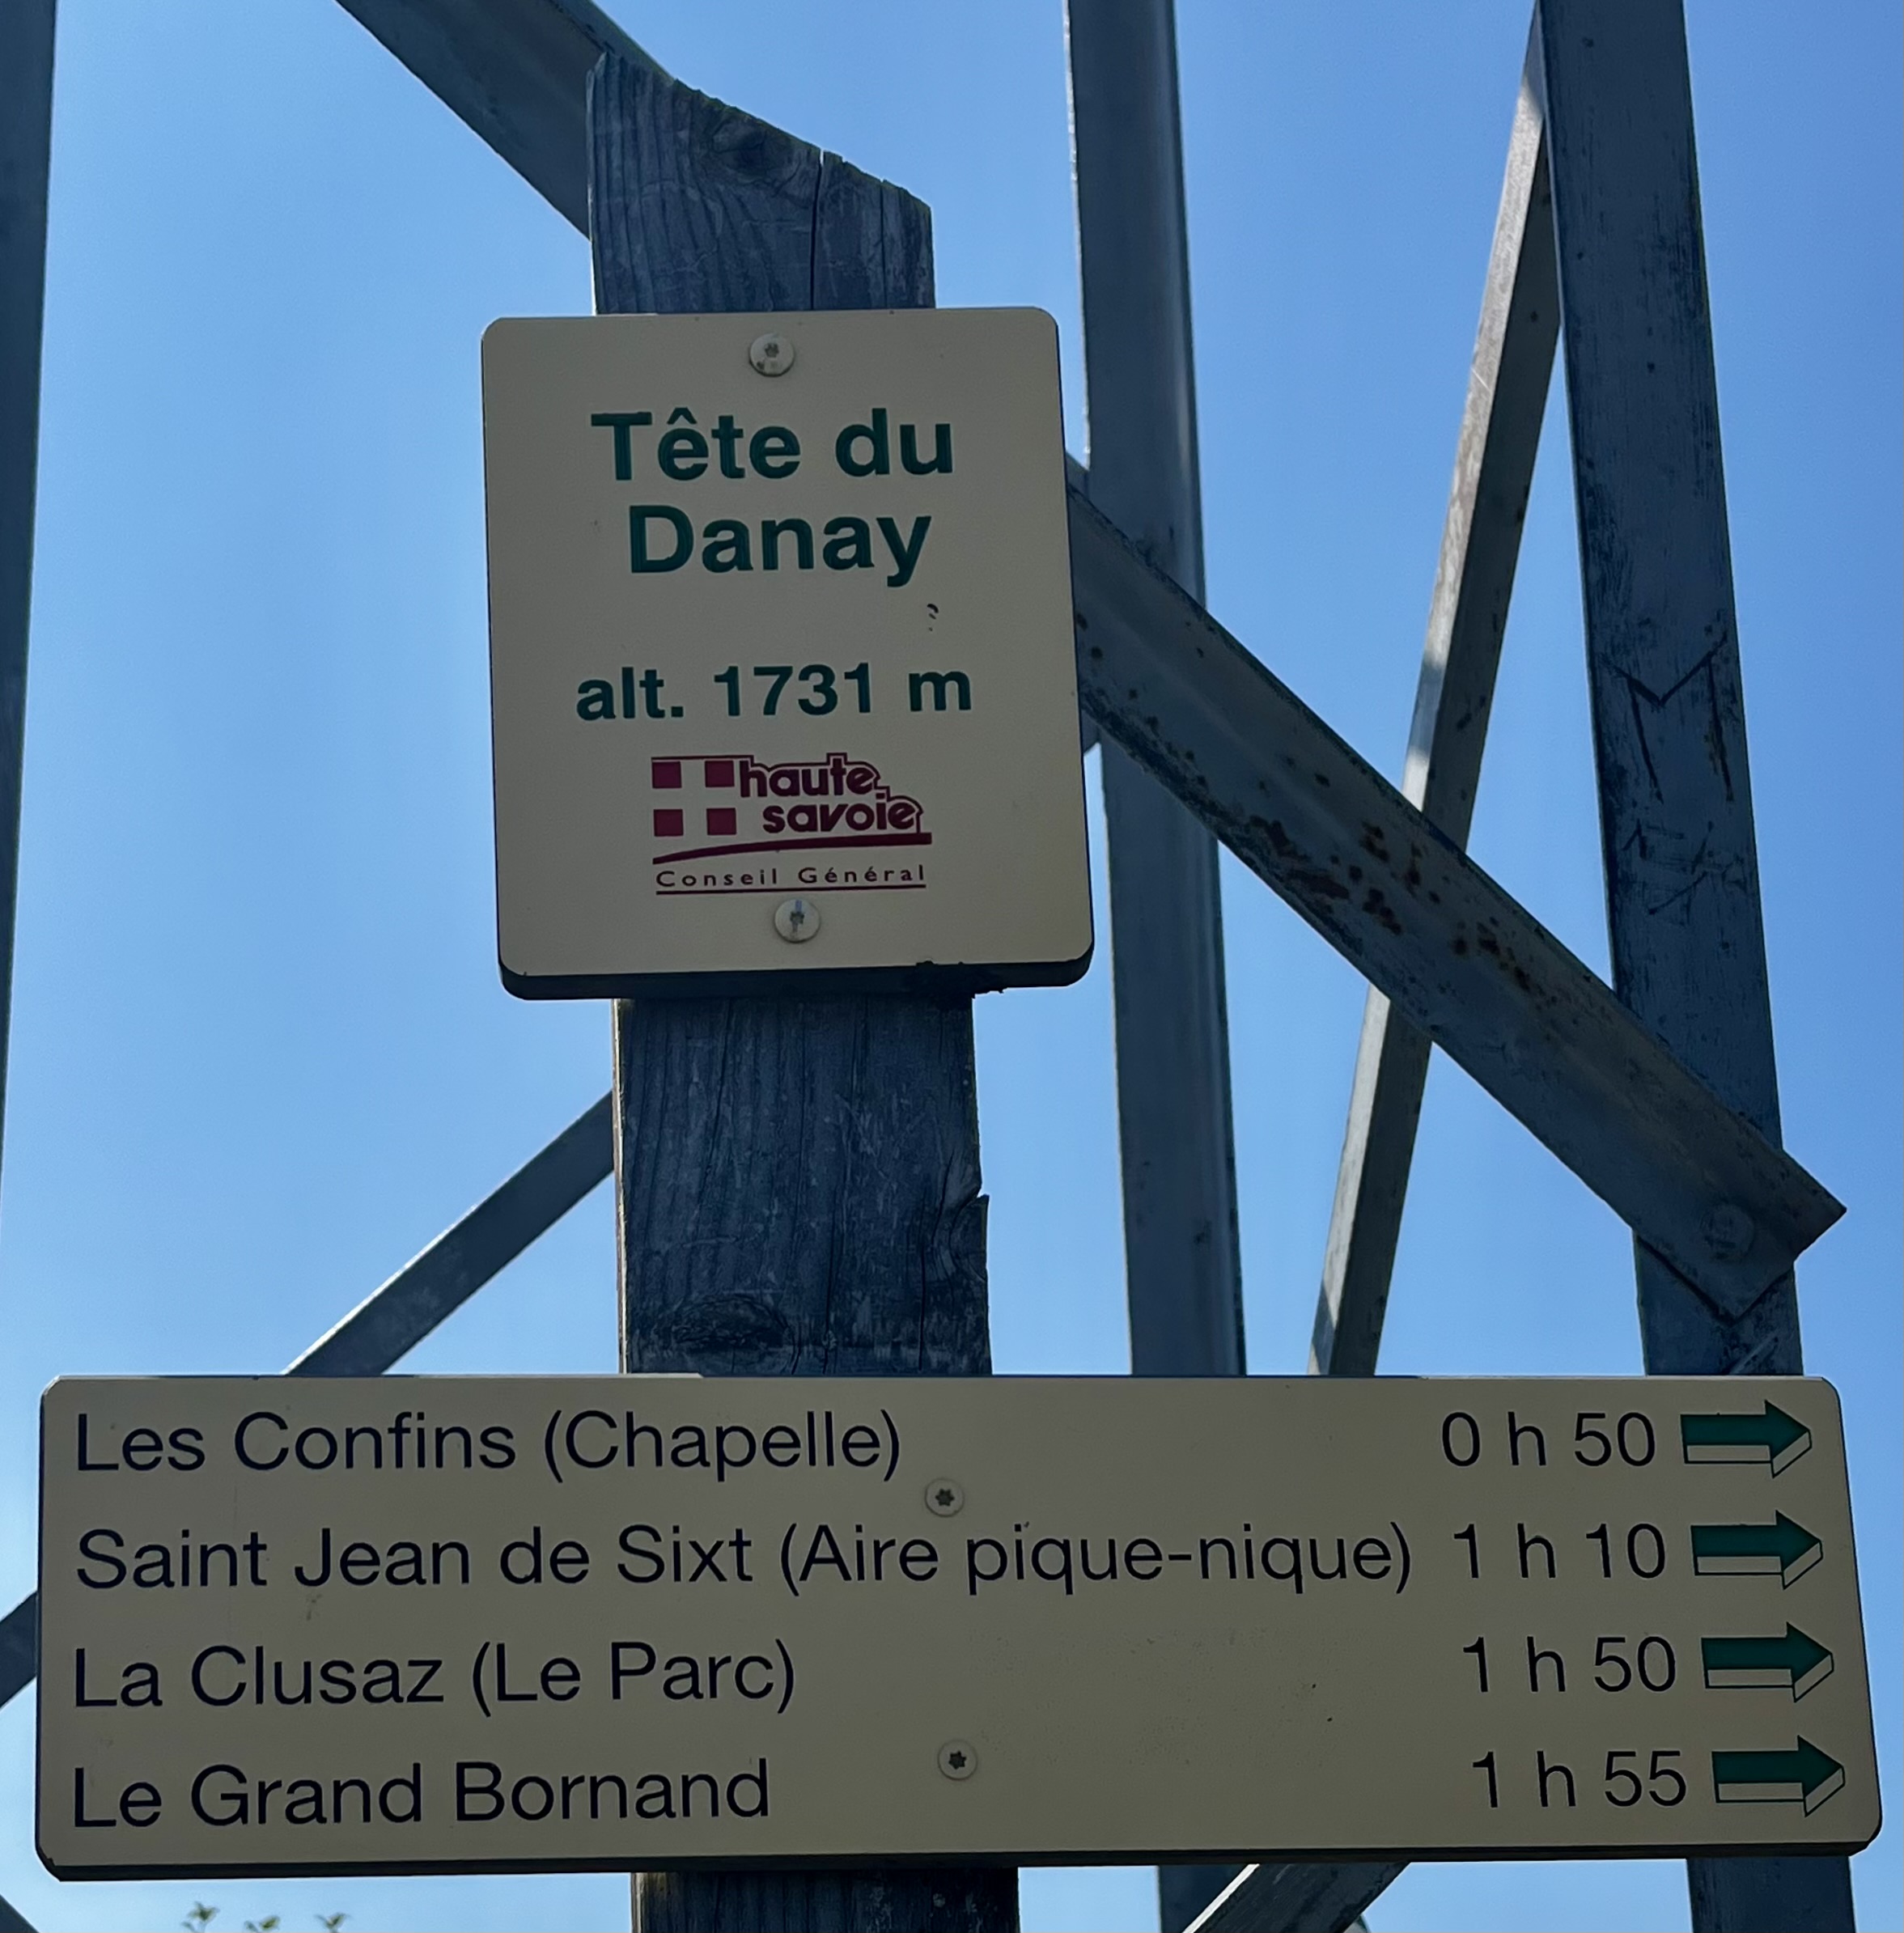 Tête du
Danay
alt. 1731 m
haute
savoie
Conseil Général
Les Confins (Chapelle) 0 h 50
Saint Jean de Sixt (Aire pique-nique) 1 h 10
La Clusaz (Le Parc) 1 h 50
Le Grand Bornand 1 h 55